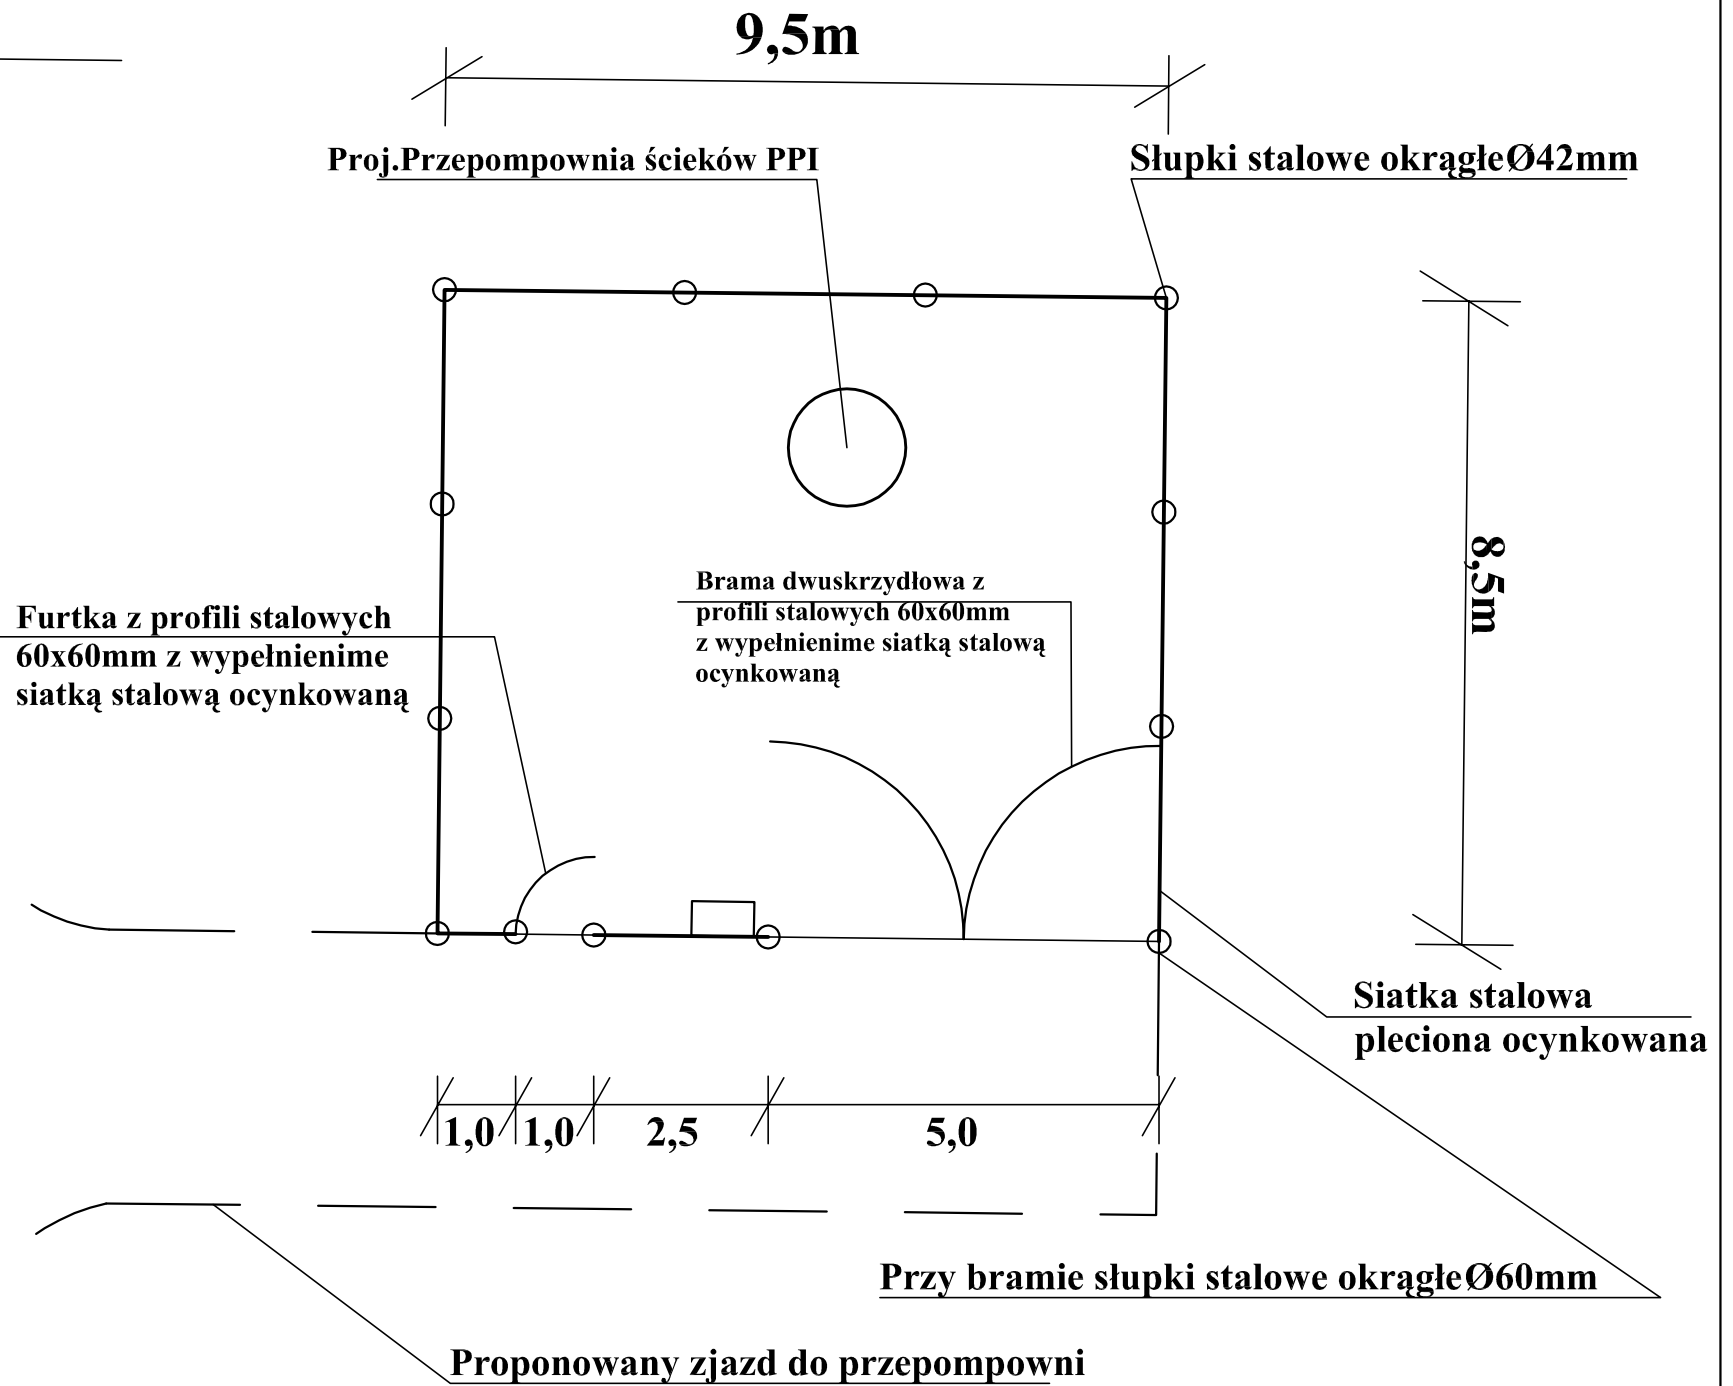 9,5m
Proj.Przepompownia ścieków PPI
Słupki stalowe okrągłeØ42mm
8,5m
Brama dwuskrzydłowa z
profili stalowych 60x60mm
z wypełnienime siatką stalową
ocynkowaną
Furtka z profili stalowych
60x60mm z wypełnienime
siatką stalową ocynkowaną
Siatka stalowa
pleciona ocynkowana
1,0 1,0 2,5 5,0
Przy bramie słupki stalowe okrągłeØ60mm
Proponowany zjazd do przepompowni